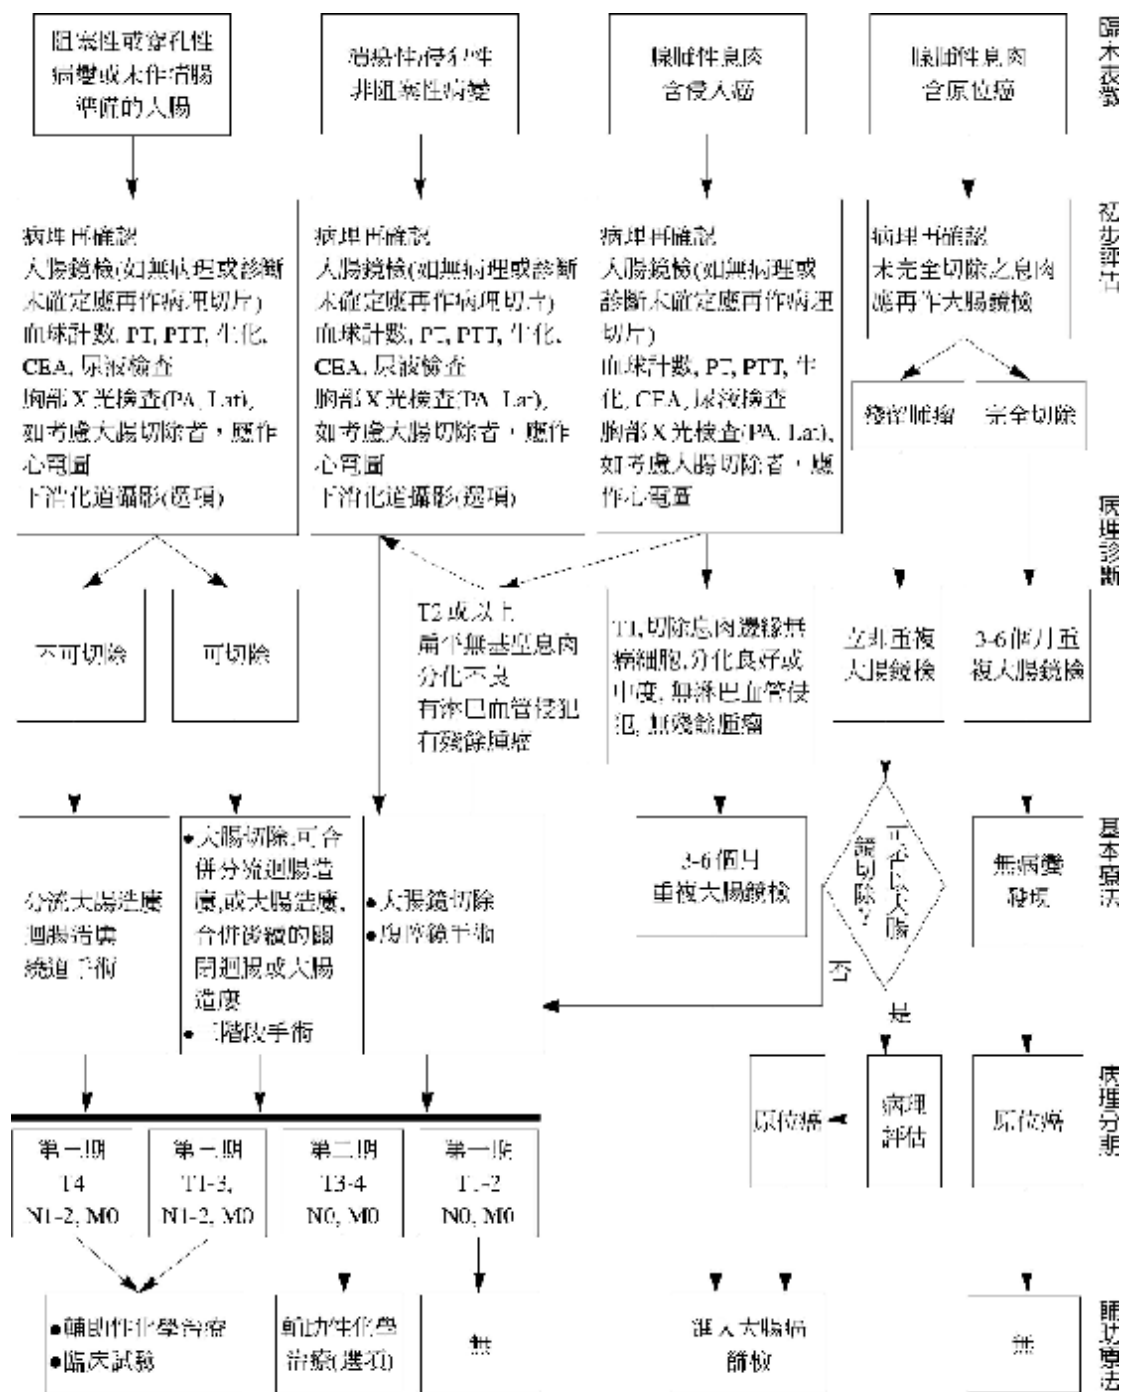 阻塞性或穿孔性
病變或未作清腸
準備的大腸
潰瘍性/侵犯性
非阻塞性病變
腺腫性息肉
含侵入癌
腺腫性息肉
含原位癌
臨床表徵
病理再確認
大腸鏡檢(如無病理或診斷
未確定應再作病理切片)
血球計數, PT, PTT, 生化,
CEA, 尿液檢查
胸部X光檢查(PA, Lat),
如考慮大腸切除者，應作
心電圖
下消化道攝影(選項)
病理再確認
大腸鏡檢(如無病理或診斷
未確定應再作病理切片)
血球計數, PT, PTT, 生化,
CEA, 尿液檢查
胸部X光檢查(PA, Lat),
如考慮大腸切除者，應作
心電圖
下消化道攝影(選項)
病理再確認
大腸鏡檢(如無病理或
診斷未確定應再作病理
切片)
血球計數, PT, PTT, 生
化, CEA, 尿液檢查
胸部X光檢查(PA, Lat),
如考慮大腸切除者，應
作心電圖
病理再確認
未完全切除之息肉
應再作大腸鏡檢
初步評估
殘留腫瘤
完全切除
不可切除
可切除
T2 或以上
扁平無基座息肉
分化不良
有淋巴血管侵犯
有殘餘腫瘤
T1, 切除息肉邊緣無
癌細胞, 分化良好或
中度, 無淋巴血管侵
犯, 無殘餘腫瘤
立即重複
大腸鏡檢
3-6 個月重
複大腸鏡檢
病理診斷
分流大腸造廔
迴腸造廔
繞道手術
●大腸切除,可合
併分流迴腸造
廔,或大腸造廔,
合併後續的關
閉迴腸或大腸
造廔
●二階段手術
●大腸鏡切除
●腹腔鏡手術
3-6 個月
重複大腸鏡檢
可否以大腸
鏡切除?
否
是
無病變
發現
基本療法
原位癌
病理
評估
原位癌
病理分期
第三期
T4
N1-2, M0
第三期
T1-3,
N1-2, M0
第二期
T3-4
N0, M0
第一期
T1-2
N0, M0
●輔助性化學治療
●臨床試驗
輔助性化學
治療(選項)
無
進入大腸癌
篩檢
無
輔助療法